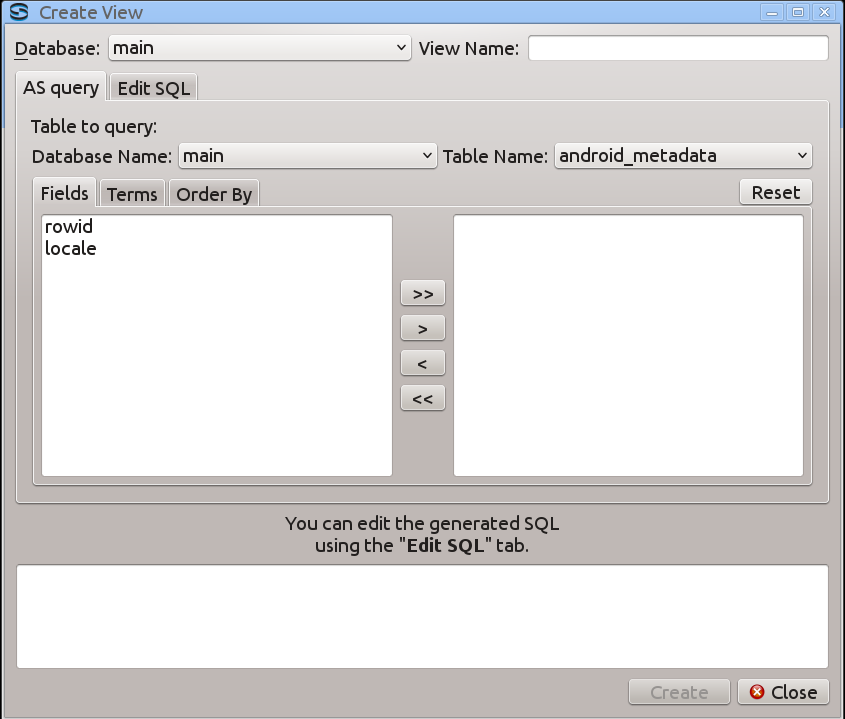 Create View
Database: main View Name:
AS query Edit SQL
Table to query:
Database Name: main Table Name: android_metadata
Fields Terms Order By Reset
rowid
locale
>>
>
<
<<
You can edit the generated SQL
using the "Edit SQL" tab.
Create Close